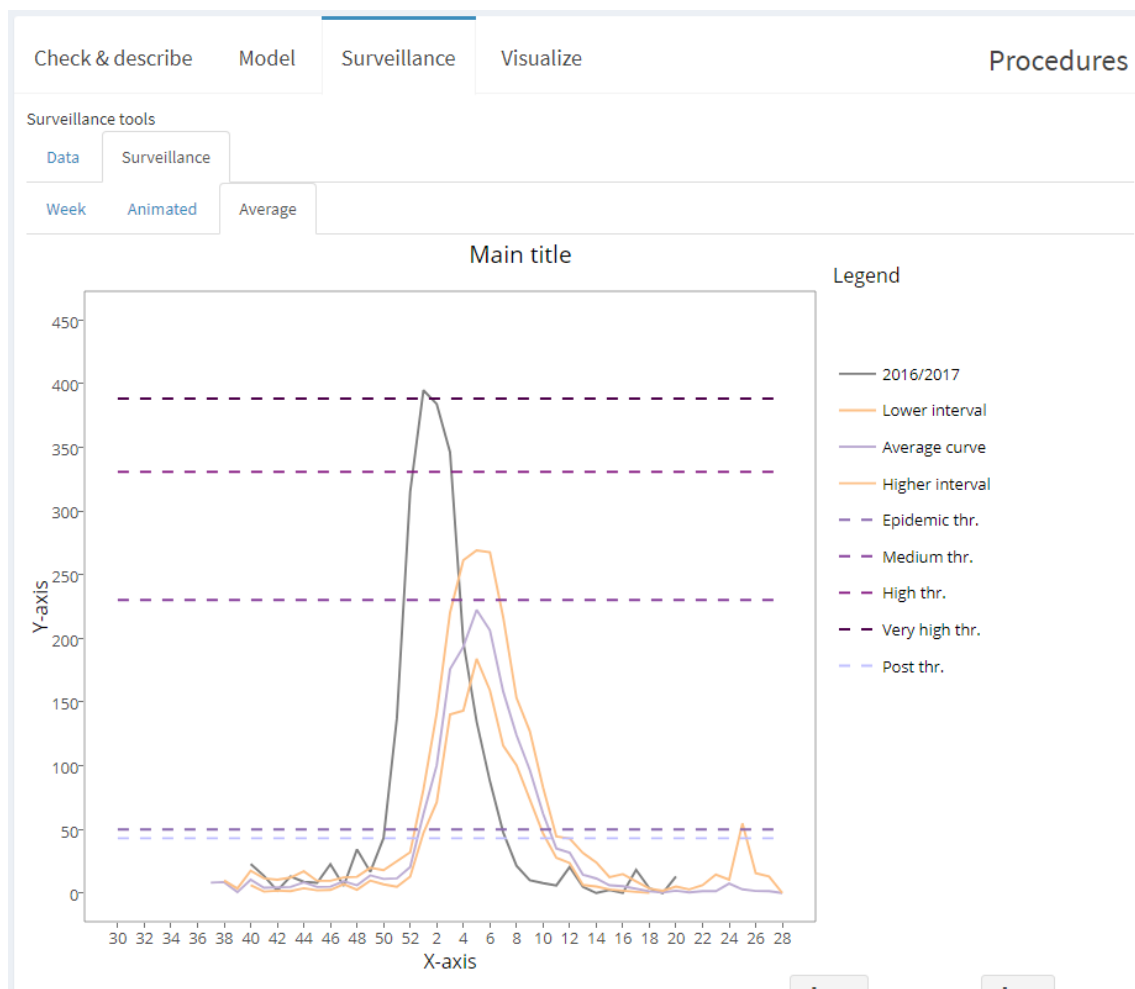 Check & describe Model Surveillance Visualize Procedures
Surveillance tools
Data Surveillance
Week Animated Average
Main title
Legend
450
400
350
300
250
200
150
100
50
0
Y-axis
30 32 34 36 38 40 42 44 46 48 50 52 2 4 6 8 10 12 14 16 18 20 22 24 26 28
X-axis
2016/2017
Lower interval
Average curve
Higher interval
Epidemic thr.
Medium thr.
High thr.
Very high thr.
Post thr.